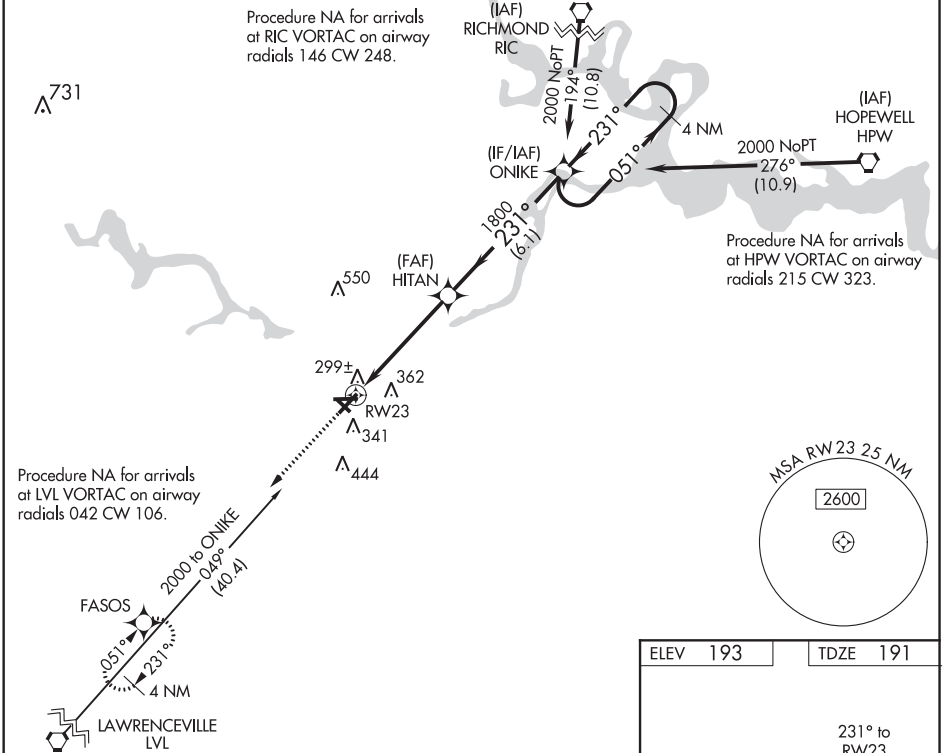 Procedure NA for arrivals
at RIC VORTAC on airway
radials 146 CW 248.
(IAF)
RICHMOND
RIC
731
2000 NoPT
194°
(10.8)
231°
051°
4 NM
(IAF)
HOPEWELL
HPW
2000 NoPT
276°
(10.9)
(IF/IAF)
ONIKE
1800
231°
(6.1)
Procedure NA for arrivals
at HPW VORTAC on airway
radials 215 CW 323.
(FAF)
HITAN
550
299±
362
RW23
341
444
Procedure NA for arrivals
at LVL VORTAC on airway
radials 042 CW 106.
2000 to ONIKE
049°
(40.4)
MSA RW 23 25 NM
2600
FASOS
051°
231°
4 NM
LAWRENCEVILLE
LVL
ELEV 193
TDZE 191
231° to
RW23